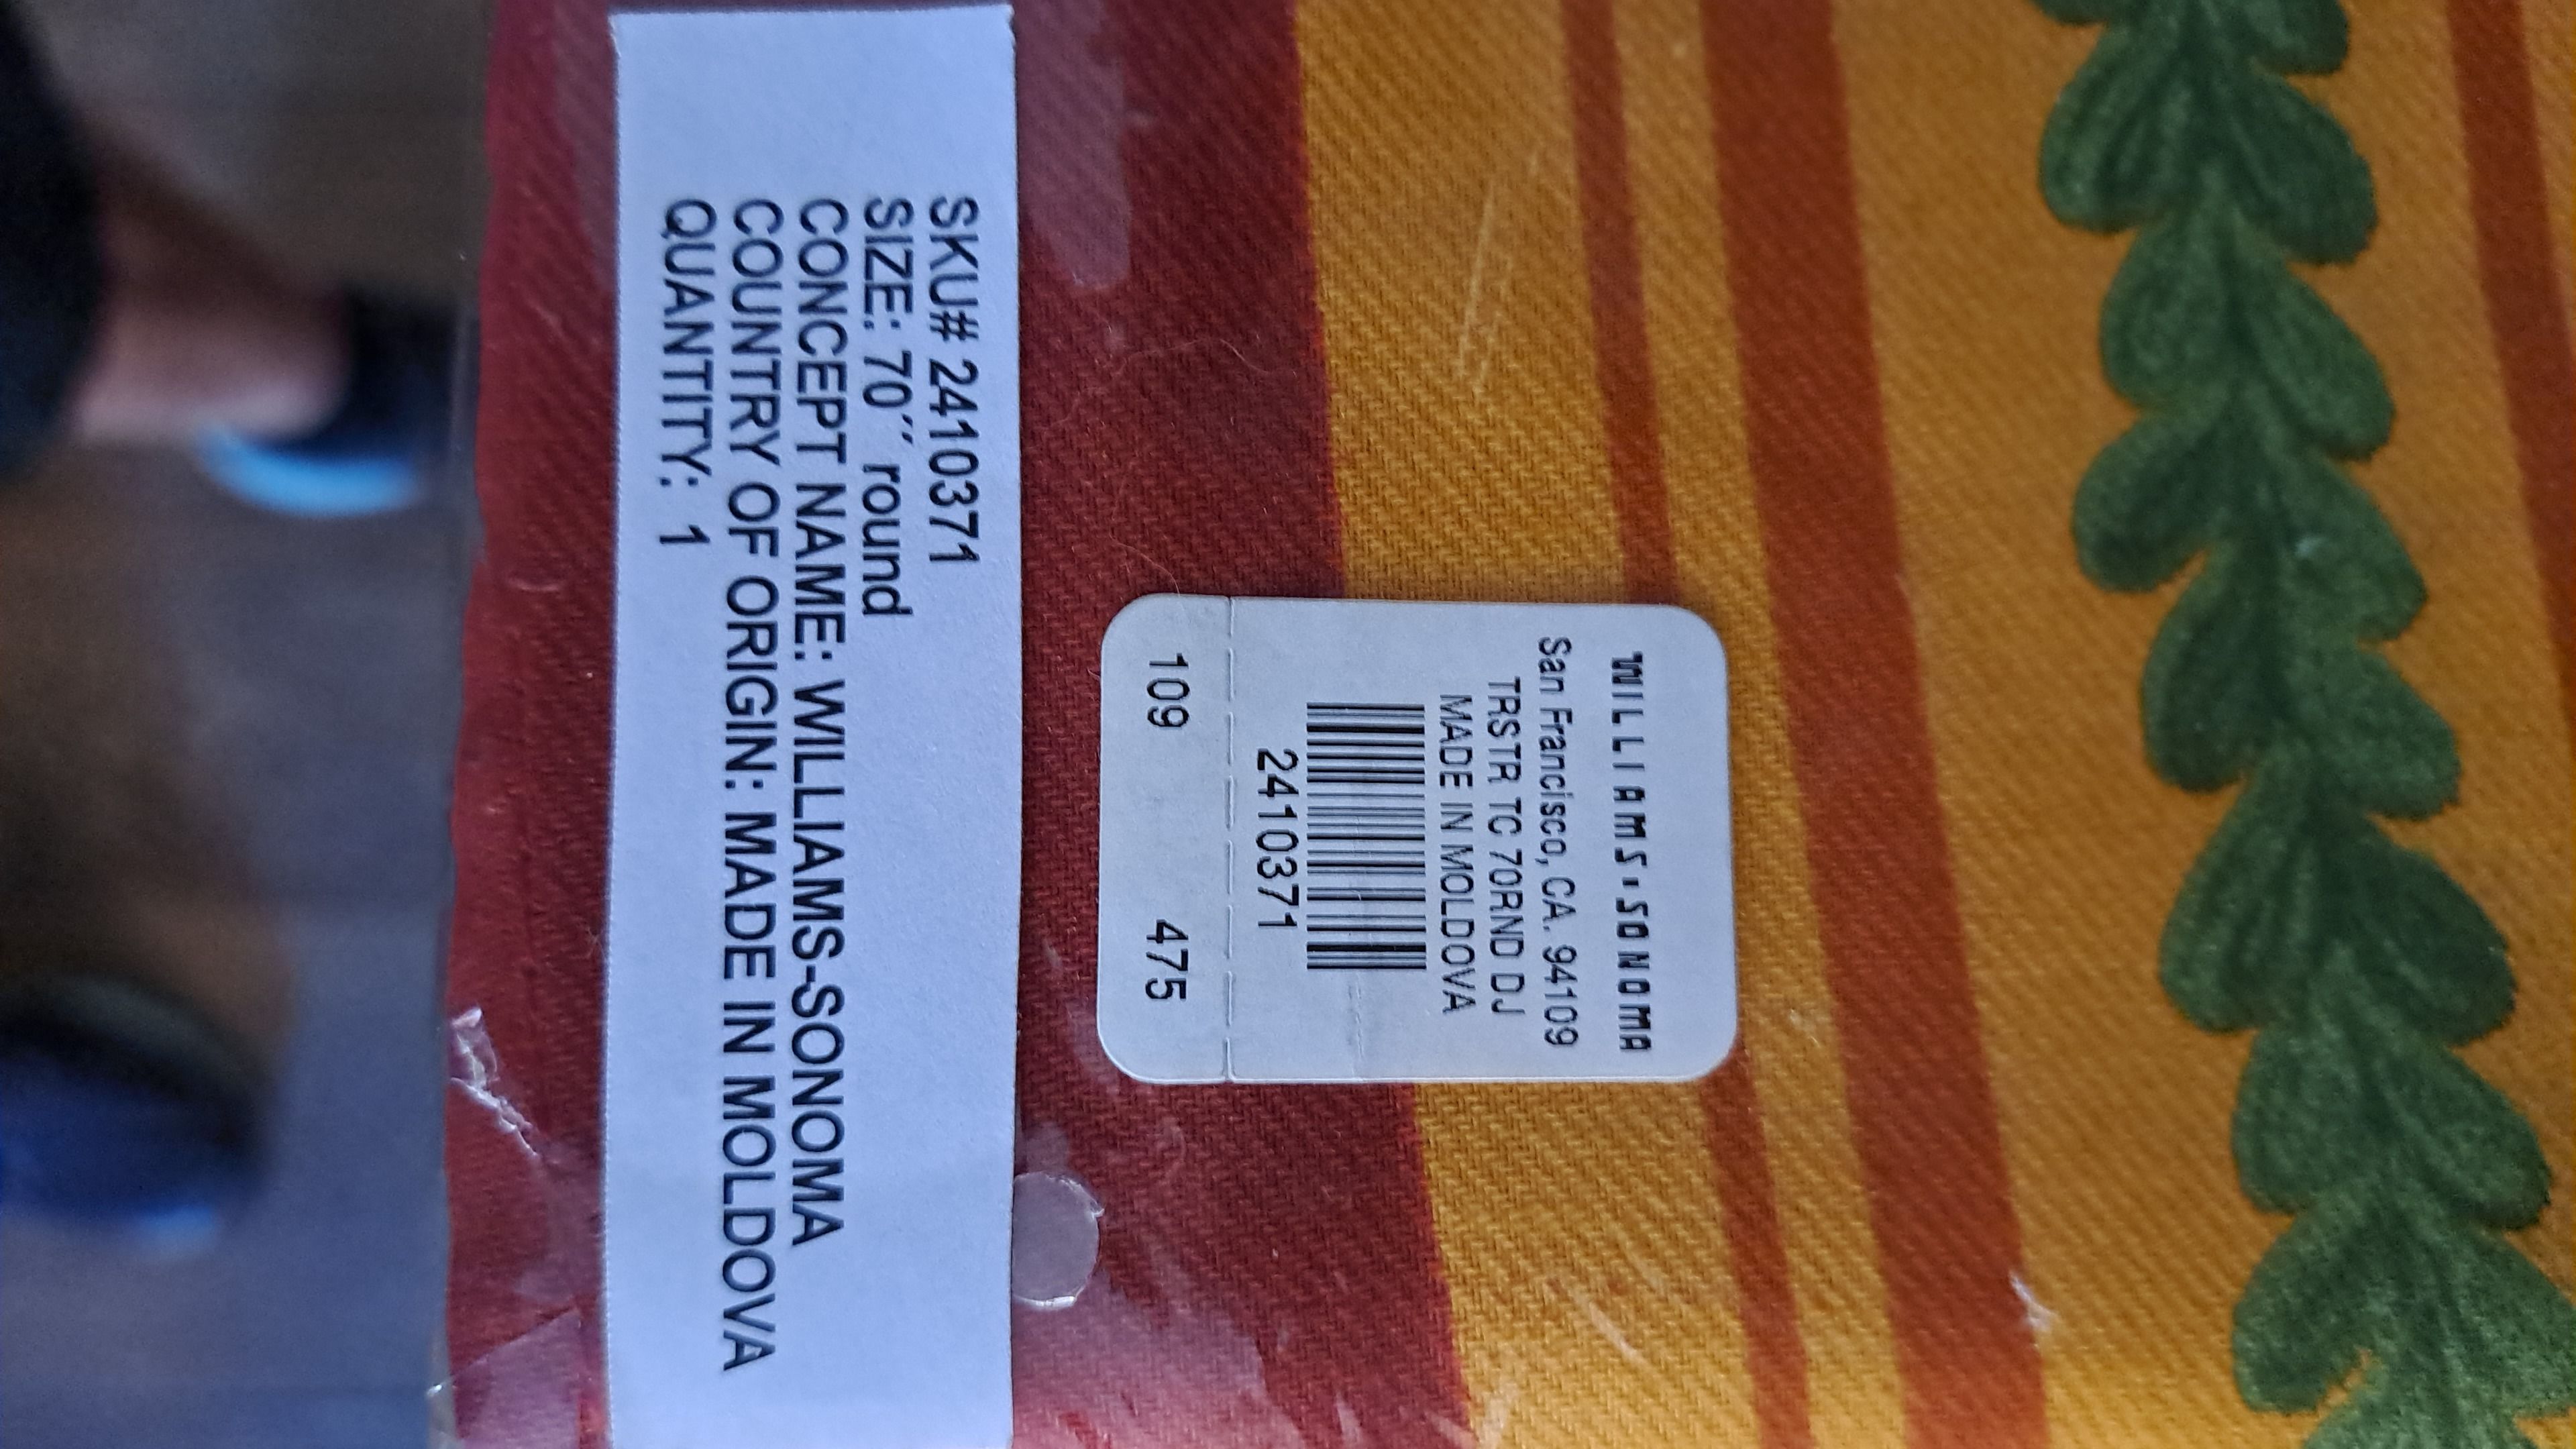 SKU# 2410371
SIZE: 70″ round
CONCEPT NAME: WILLIAMS-SONOMA
COUNTRY OF ORIGIN: MADE IN MOLDOVA
QUANTITY: 1
WILLIAMS·SONOMA
San Francisco, CA. 94109
TRSTR TC 70RND DJ
MADE IN MOLDOVA
2410371
109 475